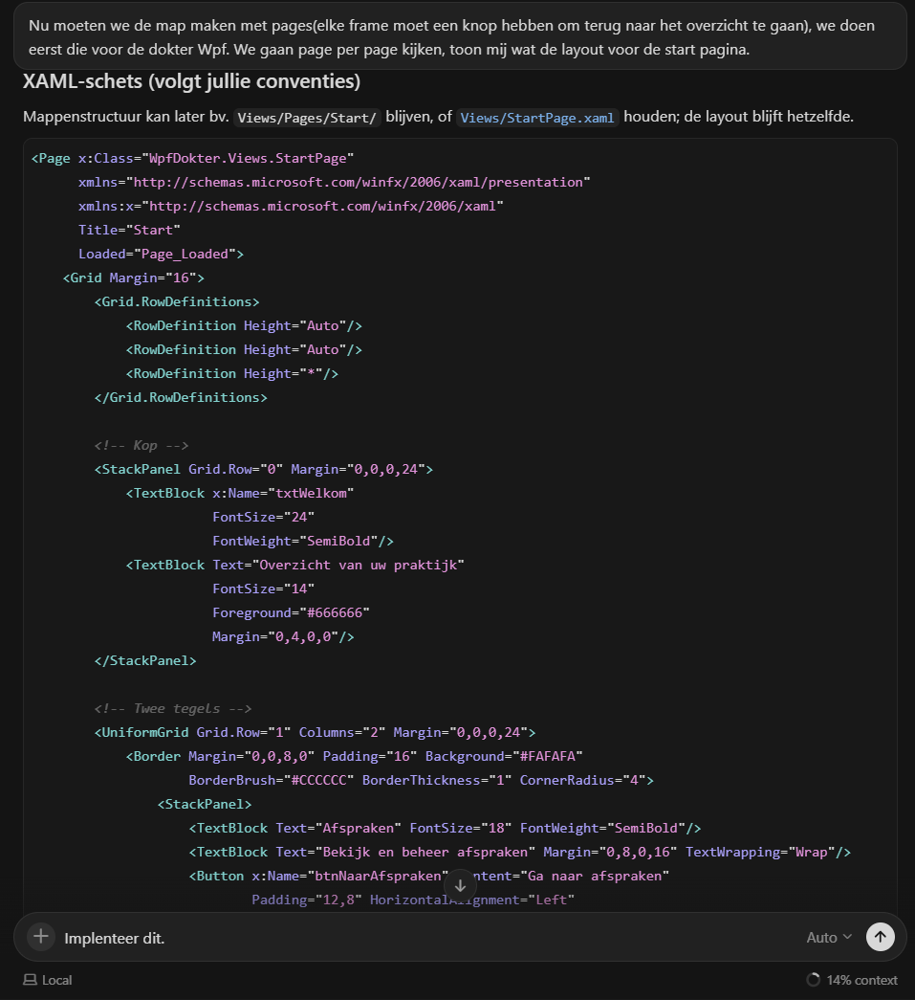 Nu moeten we de map maken met pages(elke frame moet een knop hebben om terug naar het overzicht te gaan), we doen
eerst die voor de dokter Wpf. We gaan page per page kijken, toon mij wat de layout voor de start pagina.
XAML-schets (volgt jullie conventies)
Mappenstructuur kan later bv. Views/Pages/Start/ blijven, of Views/StartPage.xaml houden; de layout blijft hetzelfde.
<Page x:Class="WpfDokter.Views.StartPage"
      xmlns="http://schemas.microsoft.com/winfx/2006/xaml/presentation"
      xmlns:x="http://schemas.microsoft.com/winfx/2006/xaml"
      Title="Start"
      Loaded="Page_Loaded">
    <Grid Margin="16">
        <Grid.RowDefinitions>
            <RowDefinition Height="Auto"/>
            <RowDefinition Height="Auto"/>
            <RowDefinition Height="*"/>
        </Grid.RowDefinitions>
        <!-- Kop -->
        <StackPanel Grid.Row="0" Margin="0,0,0,24">
            <TextBlock x:Name="txtWelkom"
                       FontSize="24"
                       FontWeight="SemiBold"/>
            <TextBlock Text="Overzicht van uw praktijk"
                       FontSize="14"
                       Foreground="#666666"
                       Margin="0,4,0,0"/>
        </StackPanel>
        <!-- Twee tegels -->
        <UniformGrid Grid.Row="1" Columns="2" Margin="0,0,0,24">
            <Border Margin="0,0,8,0" Padding="16" Background="#FAFAFA"
                    BorderBrush="#CCCCCC" BorderThickness="1" CornerRadius="4">
                <StackPanel>
                    <TextBlock Text="Afspraken" FontSize="18" FontWeight="SemiBold"/>
                    <TextBlock Text="Bekijk en beheer afspraken" Margin="0,8,0,16" TextWrapping="Wrap"/>
                    <Button x:Name="btnNaarAfspraken" ntent="Ga naar afspraken"
                            Padding="12,8" HorizontalAlignment="Left"
Implenteer dit.
Auto
Local
14% context